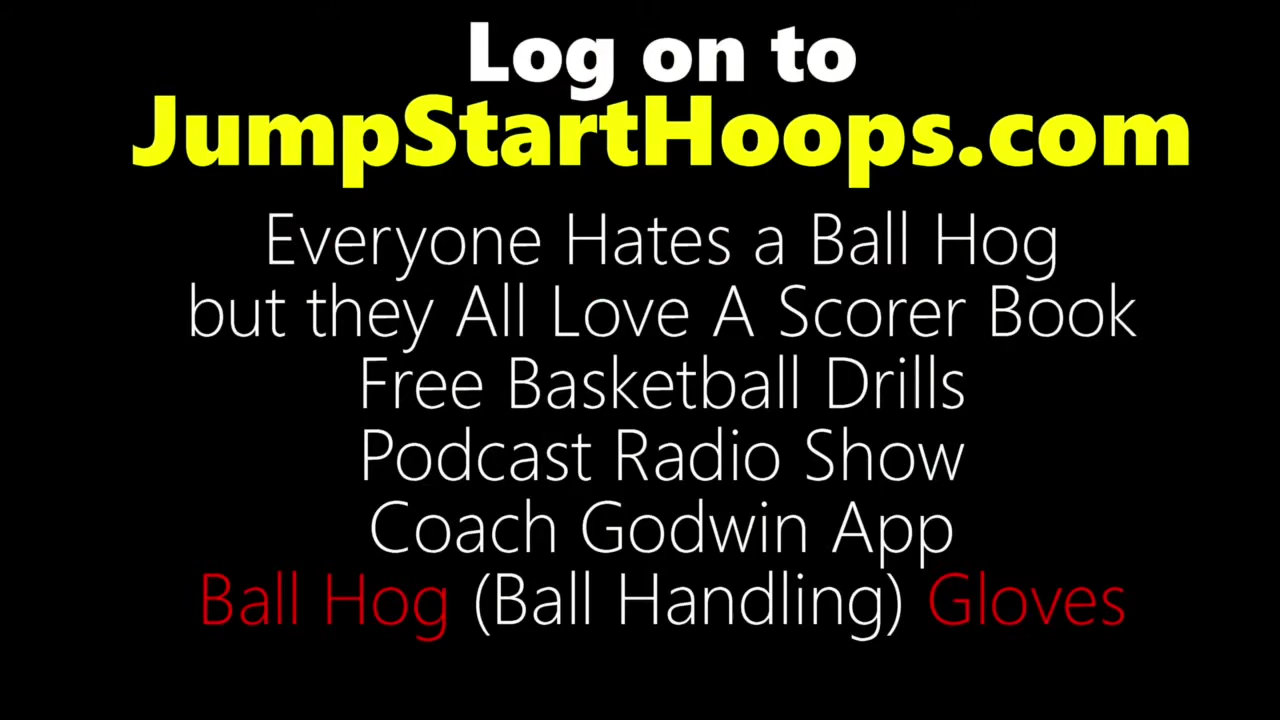 Log on to
JumpStartHoops.com
Everyone Hates a Ball Hog
but they All Love A Scorer Book
Free Basketball Drills
Podcast Radio Show
Coach Godwin App
Ball Hog (Ball Handling) Gloves